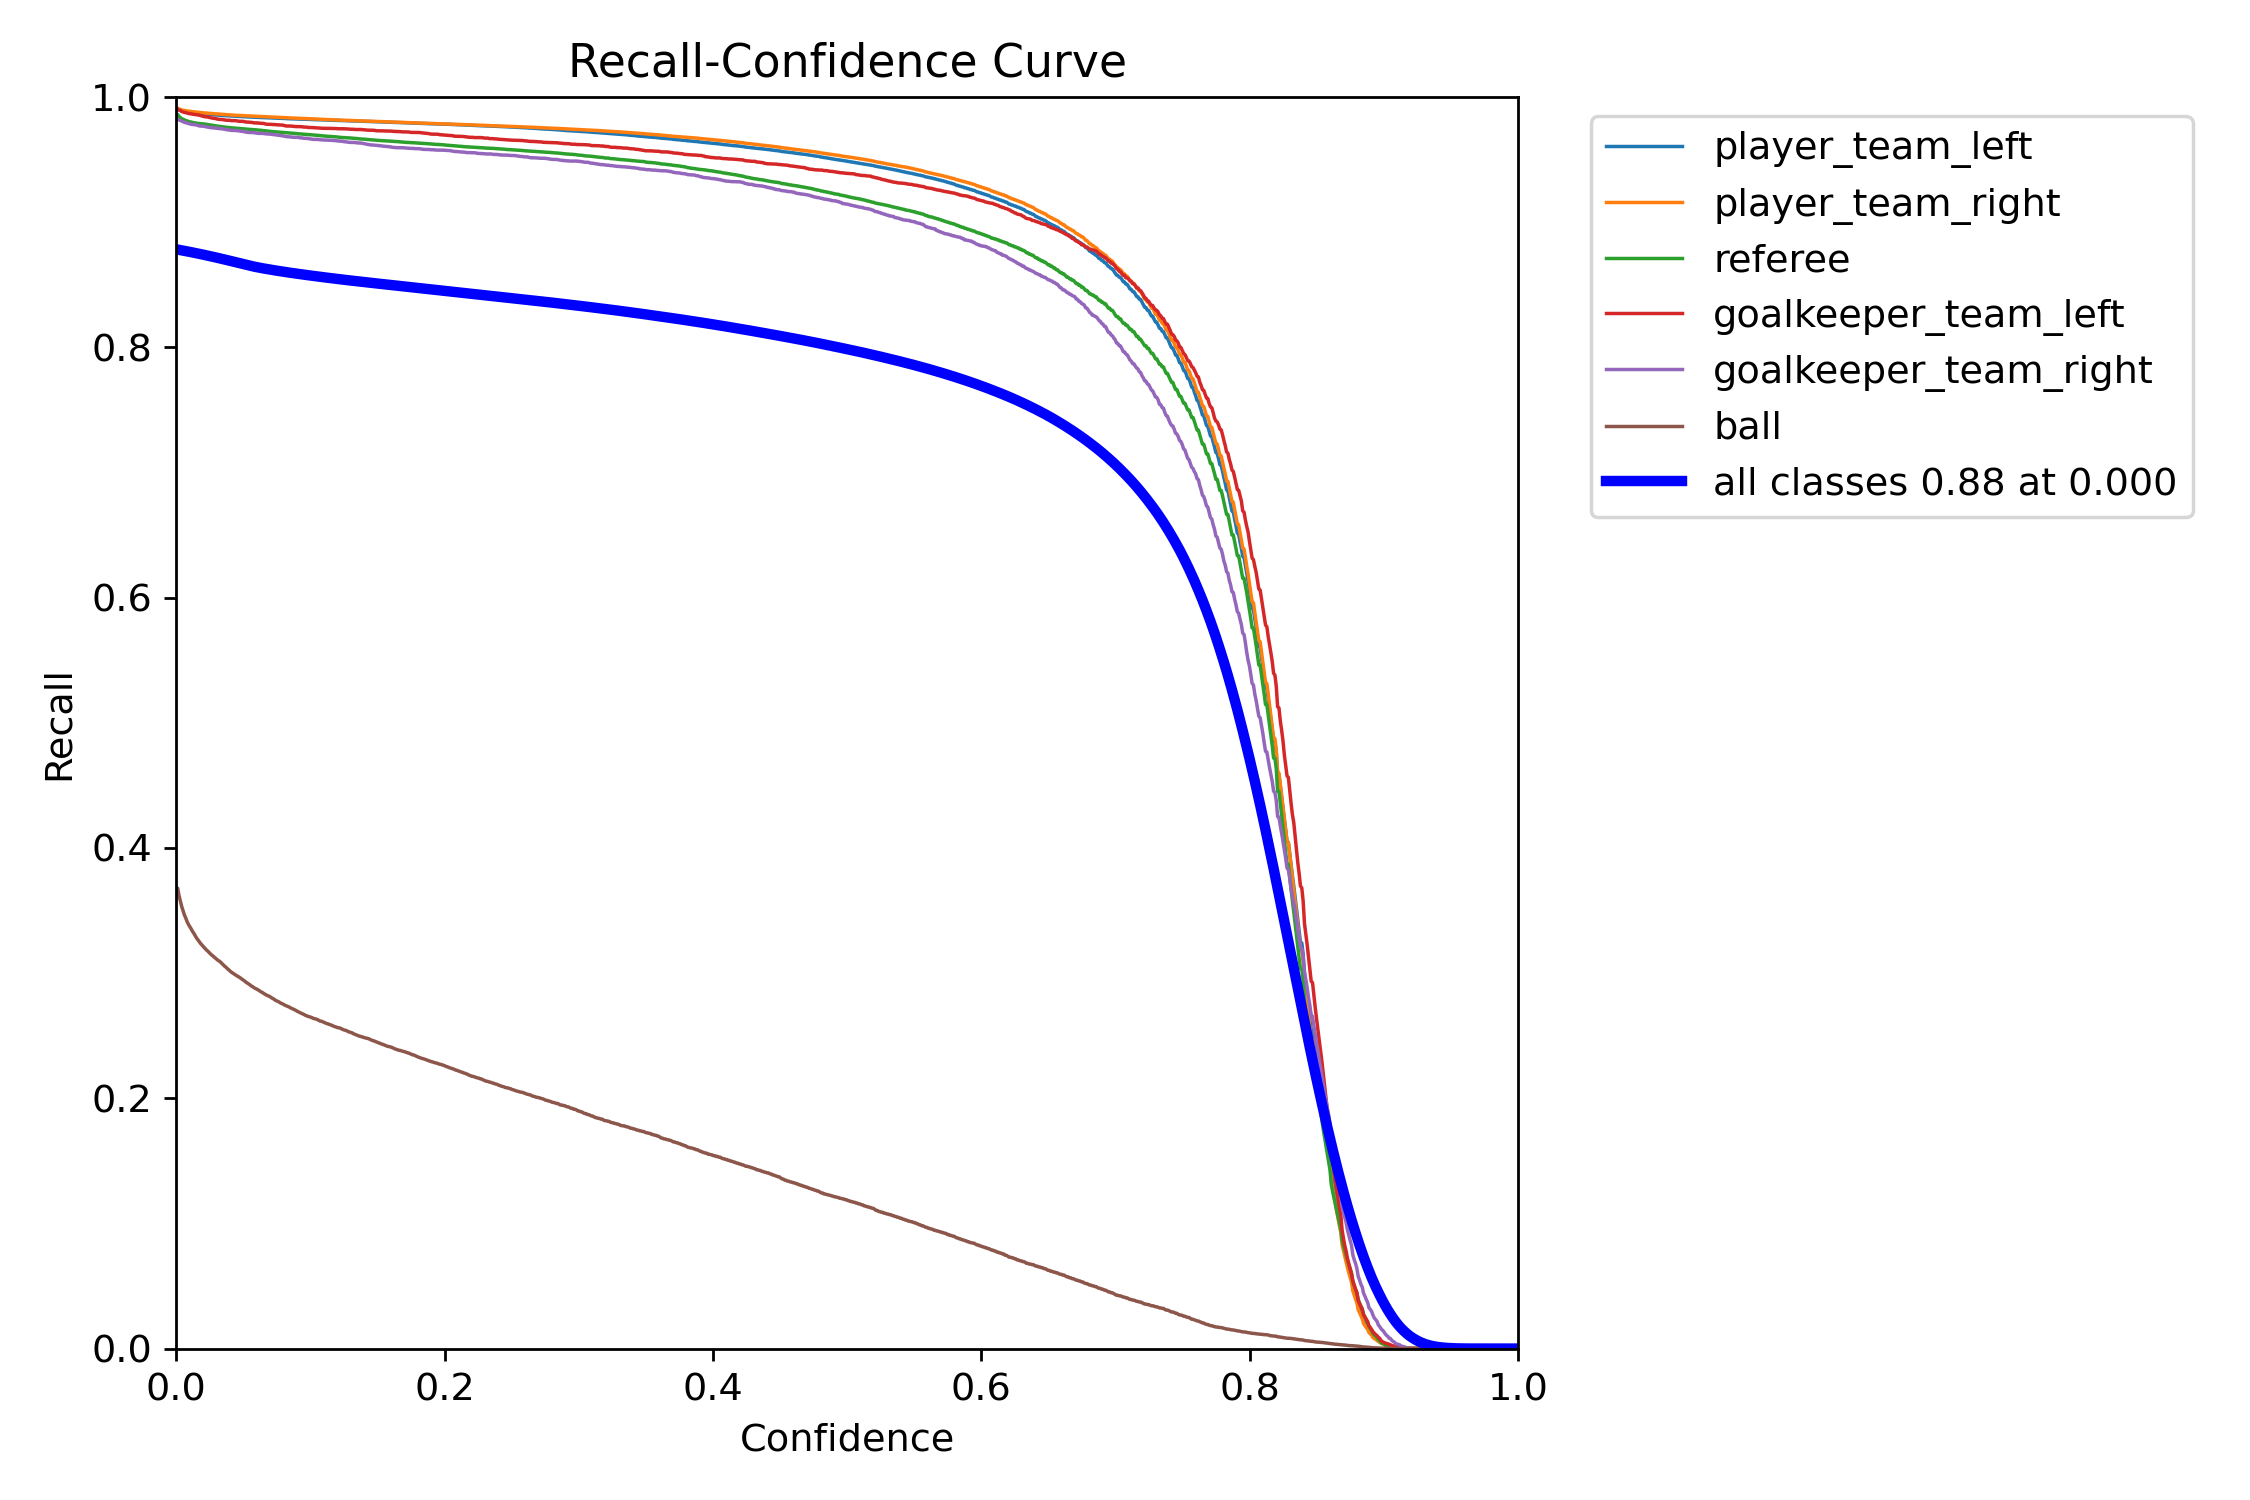 Recall-Confidence Curve
1.0
0.8
0.6
0.4
0.2
0.0
Recall
0.0 0.2 0.4 0.6 0.8 1.0
Confidence
player_team_left
player_team_right
referee
goalkeeper_team_left
goalkeeper_team_right
ball
all classes 0.88 at 0.000